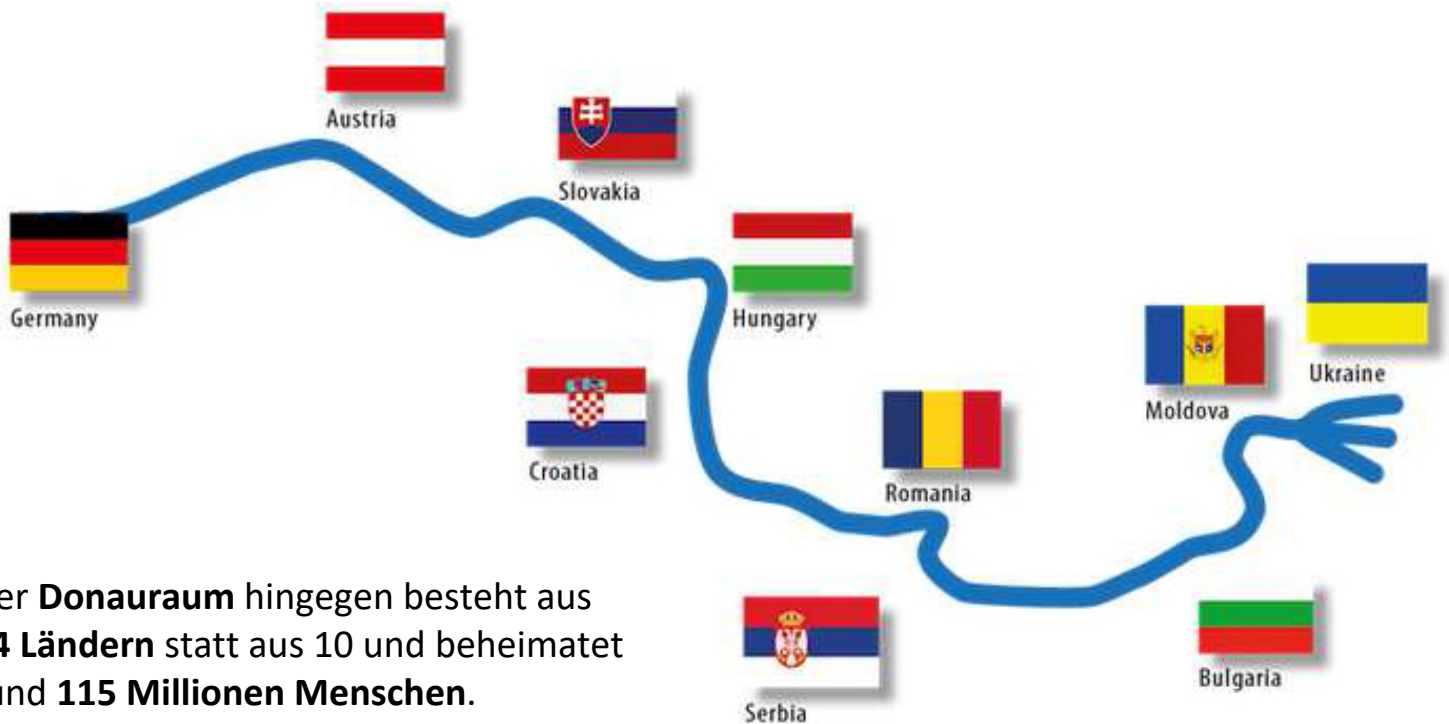 Austria
Slovakia
Germany
Hungary
Ukraine
Moldova
Croatia
Romania
er Donauraum hingegen besteht aus
4 Ländern statt aus 10 und beheimatet
und 115 Millionen Menschen.
Bulgaria
Serbia